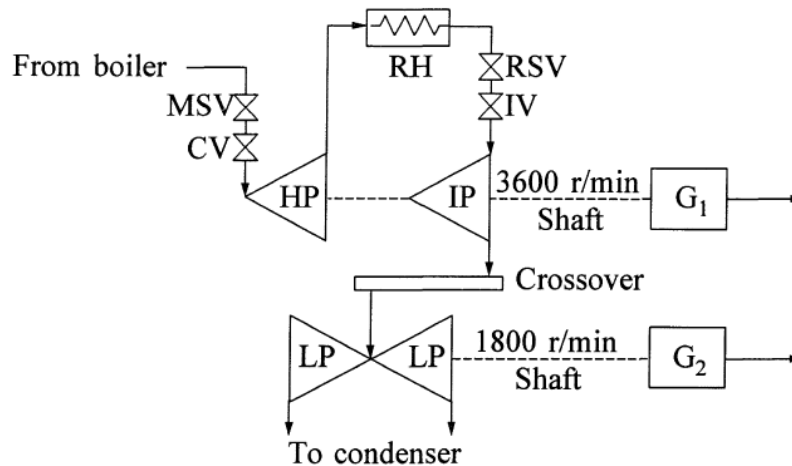 RH
RSV
From boiler
MSV
IV
CV
HP
IP
3600 r/min
Shaft
G₁
Crossover
LP
LP
1800 r/min
Shaft
G₂
To condenser